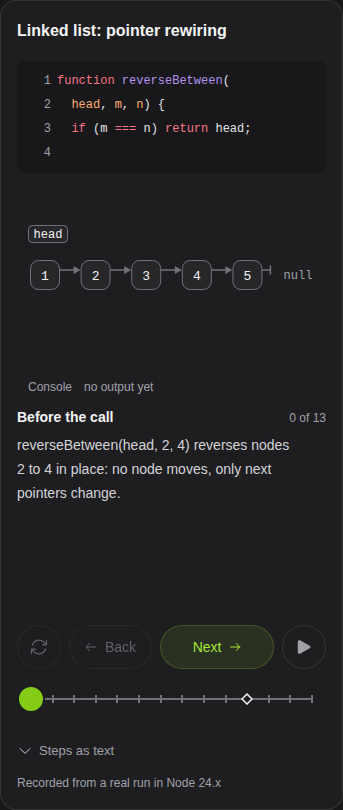 Linked list: pointer rewiring
1 function reverseBetween(
2 head, m, n) {
3 if (m === n) return head;
4
head
1 2 3 4 5 null
Console no output yet
Before the call 0 of 13
reverseBetween(head, 2, 4) reverses nodes
2 to 4 in place: no node moves, only next
pointers change.
← Back Next →
Steps as text
Recorded from a real run in Node 24.x